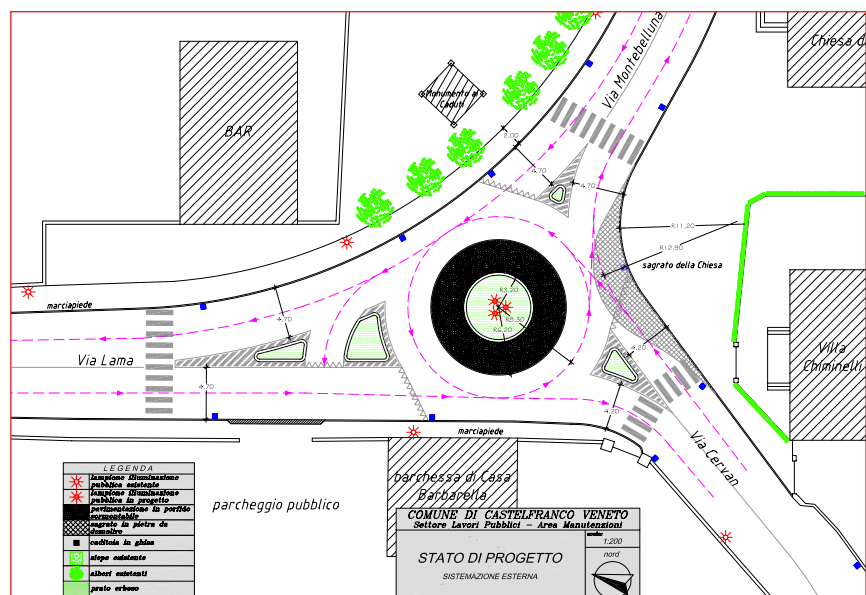 Chiesa d
Via Montebelluna
Monumento ai
Caduti
BAR
2,00
4,70
4,70
R11,20
R12,90
sagrato della Chiesa
marciapiede
R3,20
R6,20
4,70
Via Lama
4,70
4,20
4,20
Villa
Chiminelli
marciapiede
Via Cervan
barchessa di Casa
Barbarella
parcheggio pubblico
LEGENDA
lampione illuminazione
pubblica esistente
lampione illuminazione
pubblica in progetto
pavimentazione in porfido
sormontabile
sagrato in pietra da
demolire
caditoia in ghisa
siepe esistente
alberi esistenti
prato erboso
COMUNE DI CASTELFRANCO VENETO
Settore Lavori Pubblici - Area Manutenzioni
STATO DI PROGETTO
SISTEMAZIONE ESTERNA
scala:
1:200
nord